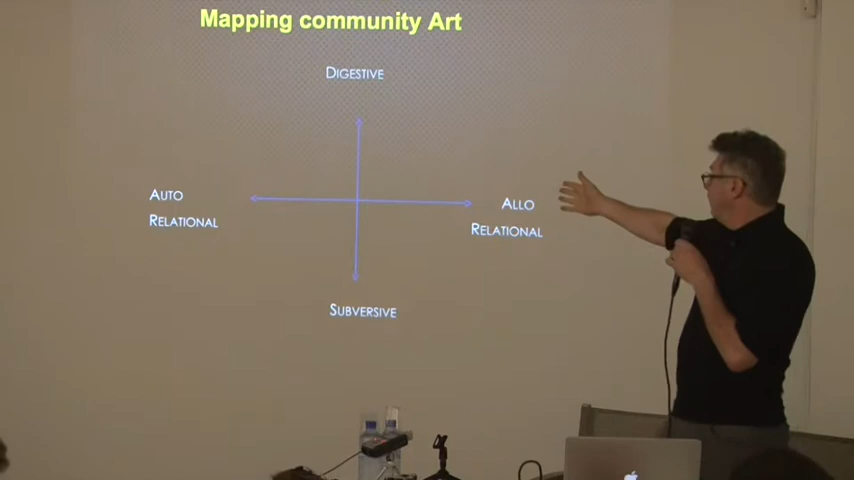 Mapping community Art
DIGESTIVE
AUTO
RELATIONAL
ALLO
RELATIONAL
SUBVERSIVE